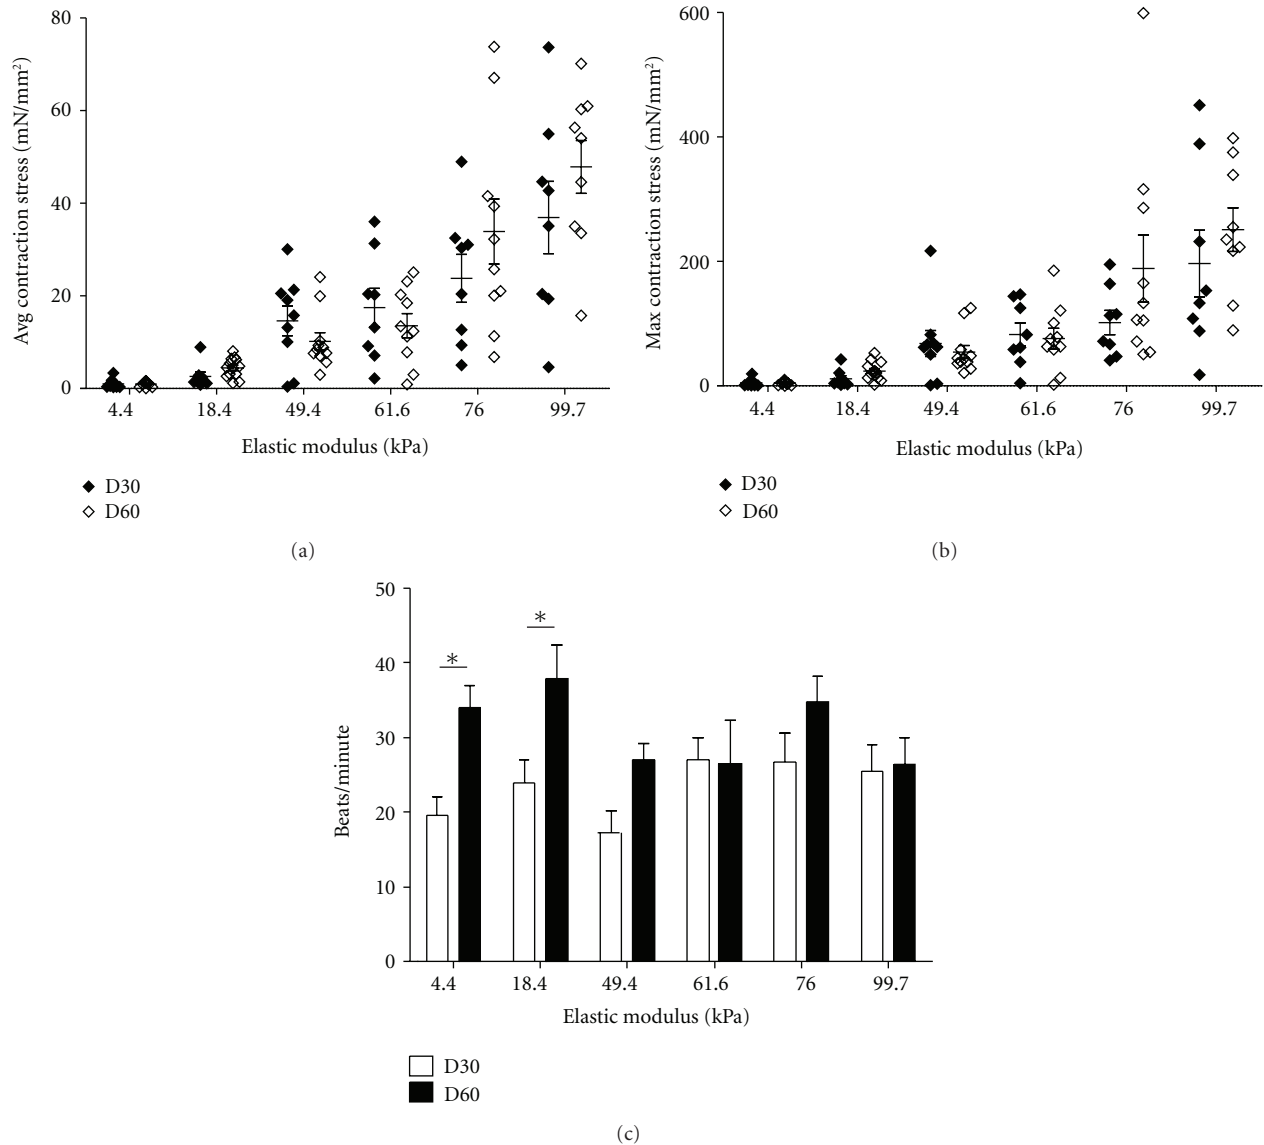 Avg contraction stress (mN/mm²)
80
60
40
20
0
4.4 18.4 49.4 61.6 76 99.7
Elastic modulus (kPa)
D30
D60
(a)
Max contraction stress (mN/mm²)
600
400
200
0
4.4 18.4 49.4 61.6 76 99.7
Elastic modulus (kPa)
D30
D60
(b)
Beats/minute
50
40
30
20
10
0
* *
4.4 18.4 49.4 61.6 76 99.7
Elastic modulus (kPa)
D30
D60
(c)